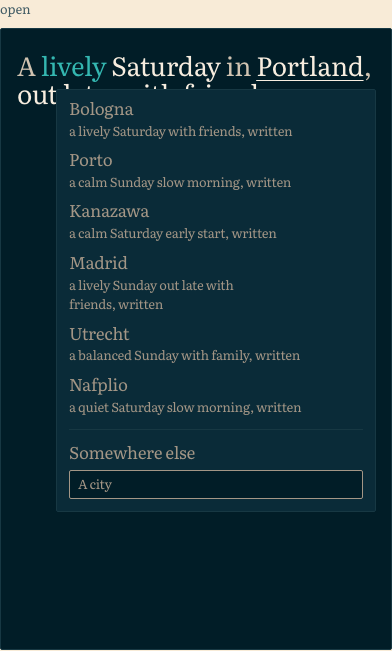 open
A lively Saturday in Portland,
out
Bologna
a lively Saturday with friends, written
Porto
a calm Sunday slow morning, written
Kanazawa
a calm Saturday early start, written
Madrid
a lively Sunday out late with
friends, written
Utrecht
a balanced Sunday with family, written
Nafplio
a quiet Saturday slow morning, written
Somewhere else
A city